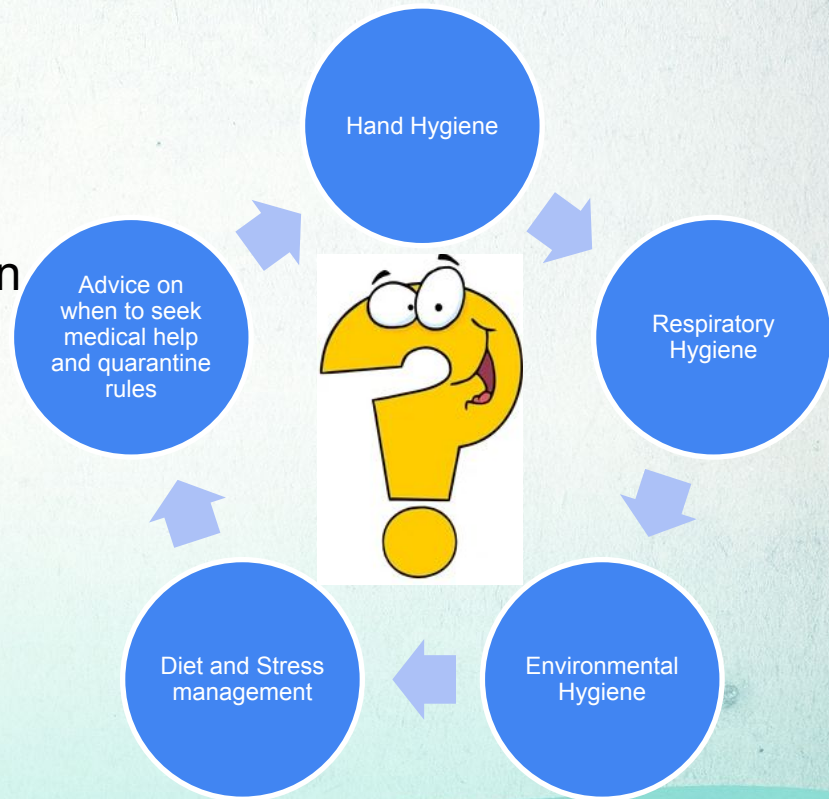 Hand Hygiene
Respiratory
Hygiene
Environmental
Hygiene
Diet and Stress
management
Advice on
when to seek
medical help
and quarantine
rules
n